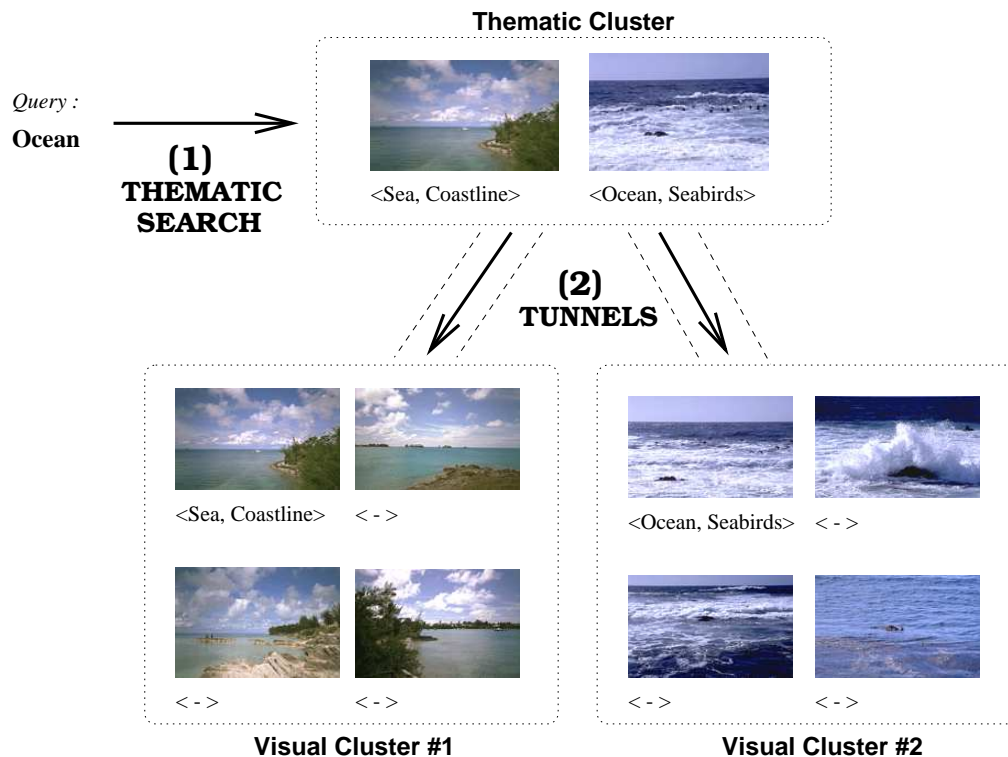 Thematic Cluster
Query :
Ocean
(1)
THEMATIC
SEARCH
<Sea, Coastline> <Ocean, Seabirds>
(2)
TUNNELS
<Sea, Coastline> < - >
< - > < - >
Visual Cluster #1
<Ocean, Seabirds> < - >
< - > < - >
Visual Cluster #2